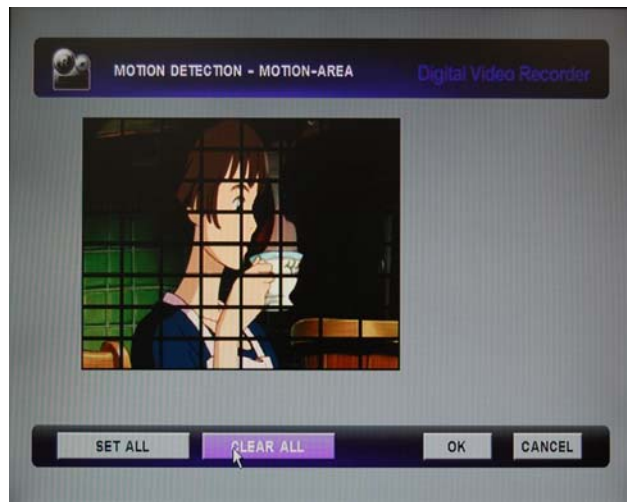 MOTION DETECTION - MOTION-AREA
Digital Video Recorder
SET ALL
CLEAR ALL
OK
CANCEL